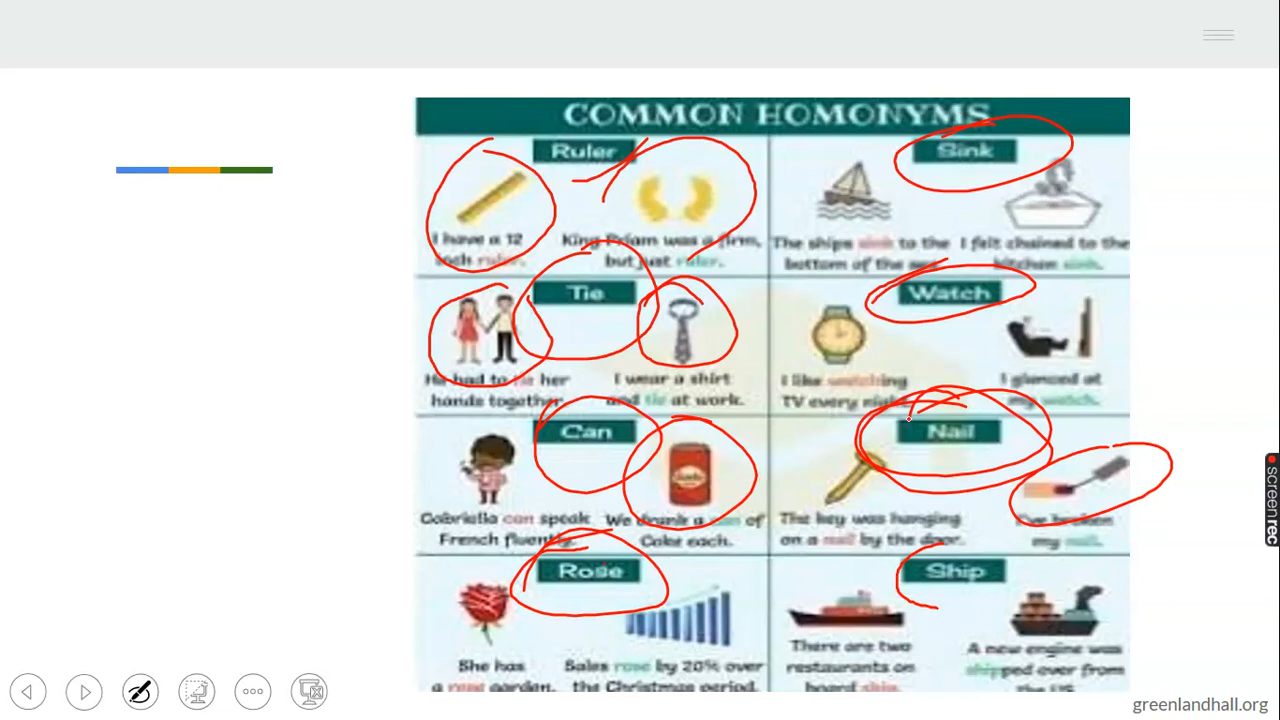 COMMON HOMONYMS
Ruler
I have a 12
inch ruler.
King Priam was a firm,
but just ruler.
Sink
The ships sink to the
bottom of the sea.
I felt chained to the
kitchen sink.
Tie
He had to tie her
hands together.
I wear a shirt
and tie at work.
Watch
I like watching
TV every night.
I glanced at
my watch.
Can
Gabriella can speak
French fluently.
We drank a can of
Coke each.
Nail
The key was hanging
on a nail by the door.
I've broken
my nail.
Rose
She has
a rose garden.
Sales rose by 20% over
the Christmas period.
Ship
There are two
restaurants on
board ship.
A new engine was
shipped over from
the US.
screenrec
greenlandhall.org